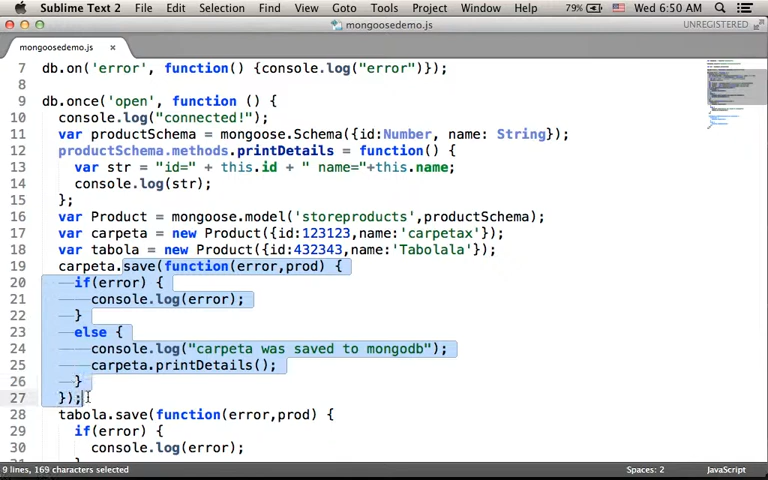 Sublime Text 2 File Edit Selection Find View Goto Tools Project Window Help 79% Wed 6:50 AM
mongoosedemo.js UNREGISTERED
mongoosedemo.js ×
7 db.on('error', function() {console.log("error")});
8
9 db.once('open', function () {
10 console.log("connected!");
11 var productSchema = mongoose.Schema({id:Number, name: String});
12 productSchema.methods.printDetails = function() {
13 var str = "id=" + this.id + " name="+this.name;
14 console.log(str);
15 };
16 var Product = mongoose.model('storeproducts',productSchema);
17 var carpeta = new Product({id:123123,name:'carpetax'});
18 var tabola = new Product({id:432343,name:'Tabolala'});
19 carpeta.save(function(error,prod) {
20 if(error) {
21 console.log(error);
22 }
23 else {
24 console.log("carpeta was saved to mongodb");
25 carpeta.printDetails();
26 }
27 });
28 tabola.save(function(error,prod) {
29 if(error) {
30 console.log(error);
9 lines, 169 characters selected Spaces: 2 JavaScript